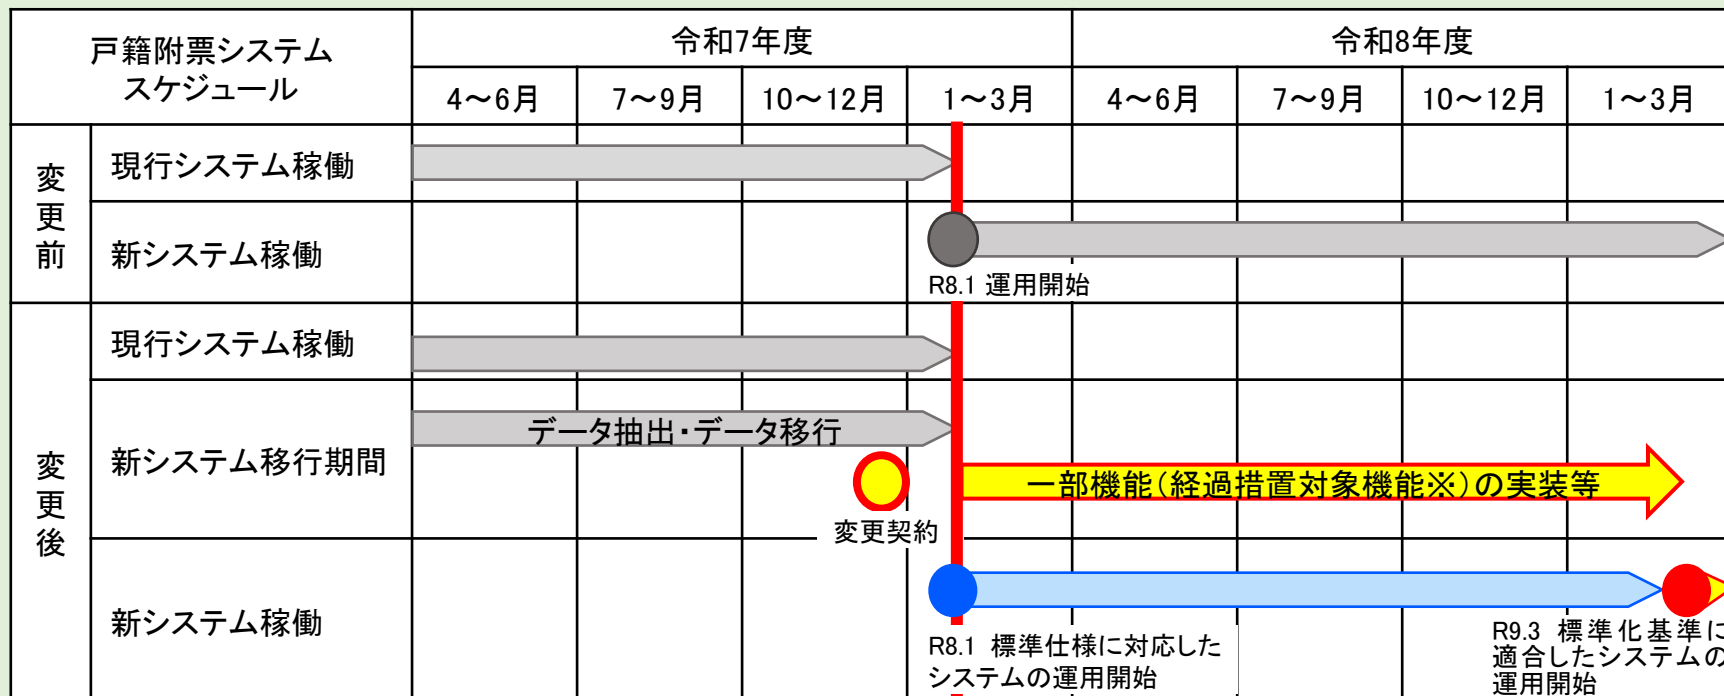 戸籍附票システム
スケジュール
令和7年度
令和8年度
4～6月
7～9月
10～12月
1～3月
4～6月
7～9月
10～12月
1～3月
変更前
現行システム稼働
新システム稼働
R8.1 運用開始
変更後
現行システム稼働
新システム移行期間
データ抽出・データ移行
一部機能（経過措置対象機能※）の実装等
変更契約
新システム稼働
R8.1 標準仕様に対応した
システムの運用開始
R9.3 標準化基準に
適合したシステムの
運用開始